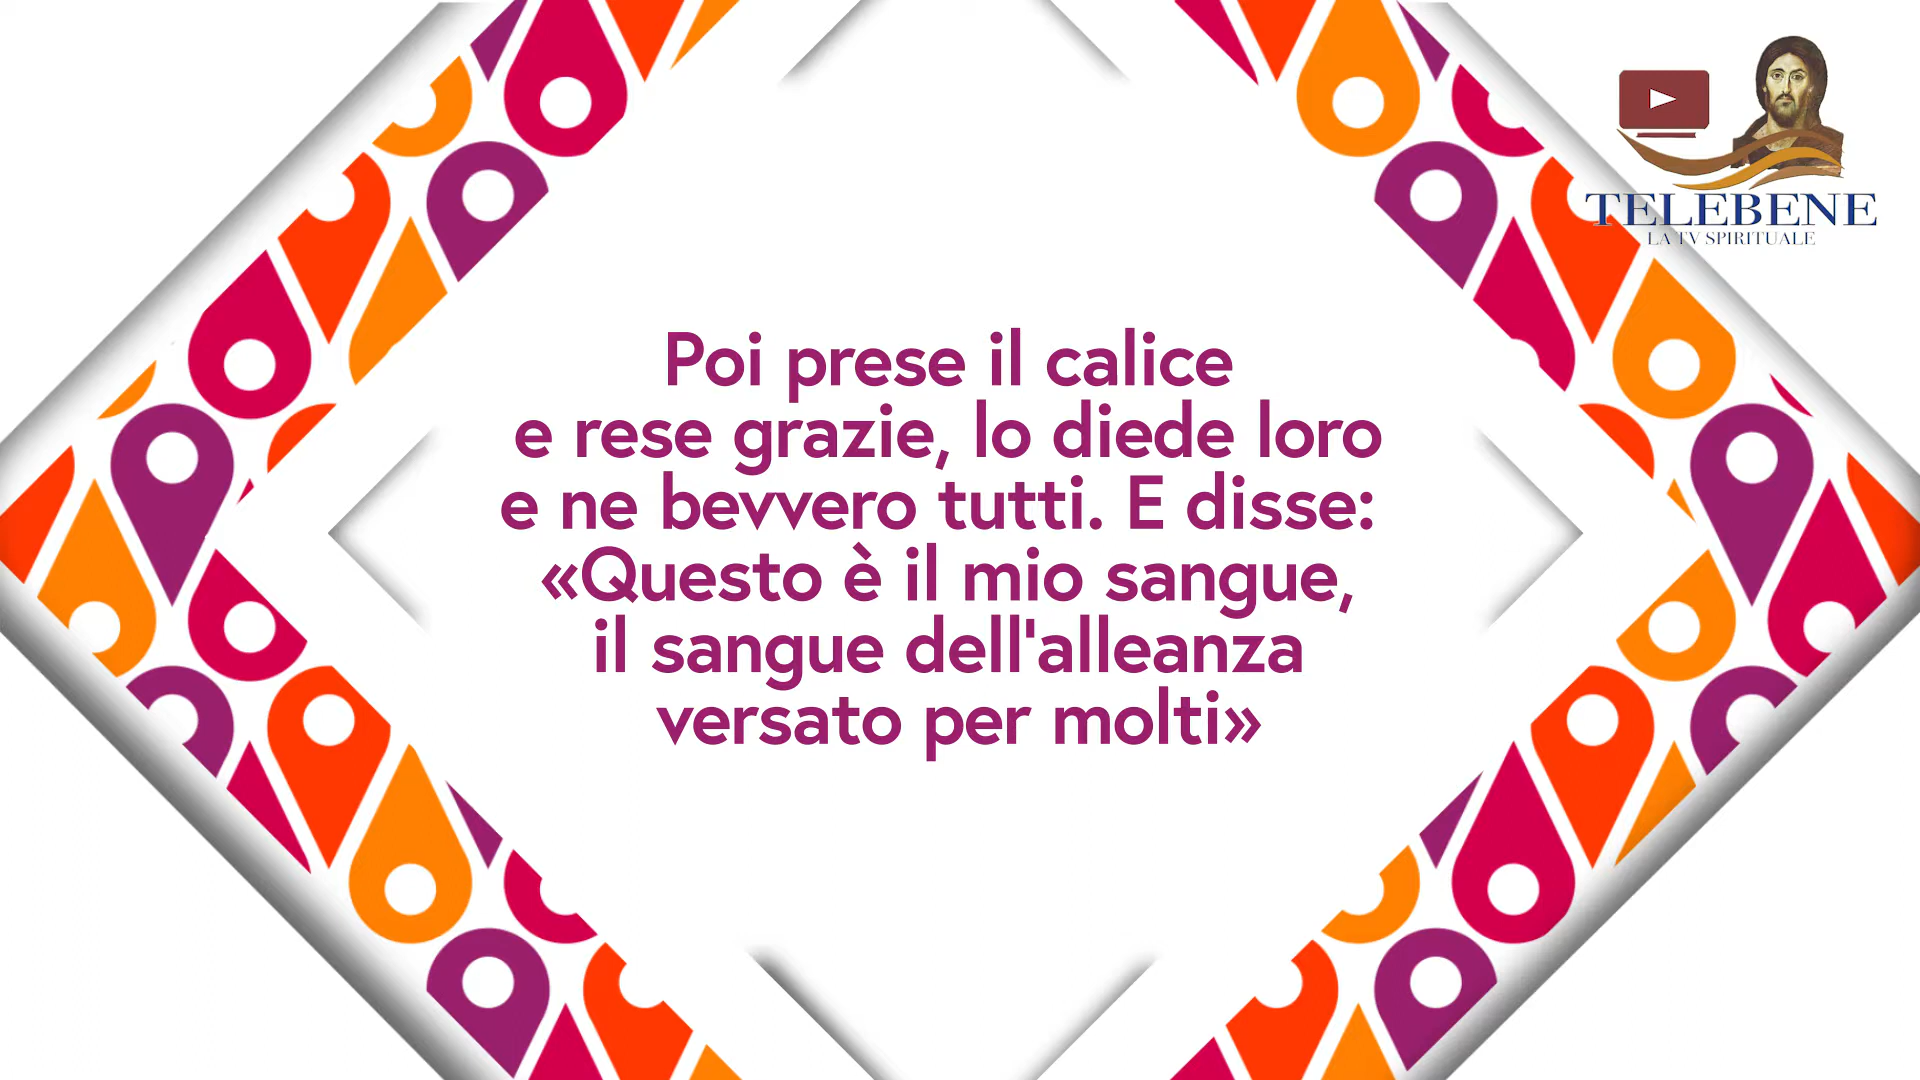 TELEBENE
LA TV SPIRITUALE
Poi prese il calice
e rese grazie, lo diede loro
e ne bevvero tutti. E disse:
«Questo è il mio sangue,
il sangue dell'alleanza
versato per molti»